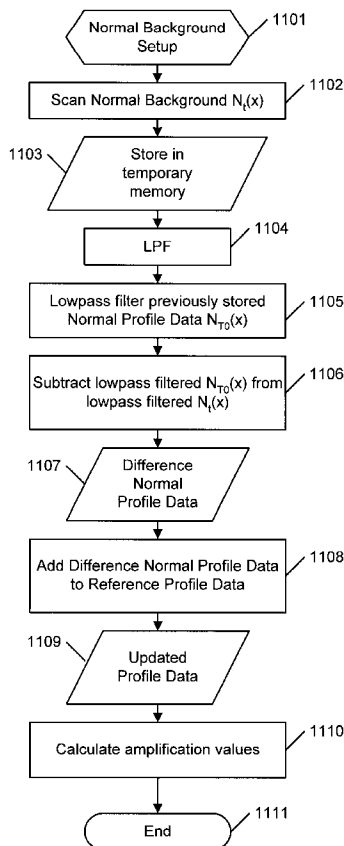 Normal Background
Setup
1101
Scan Normal Background Nt(x)
1102
1103
Store in
temporary
memory
LPF
1104
Lowpass filter previously stored
Normal Profile Data NT0(x)
1105
Subtract lowpass filtered NT0(x) from
lowpass filtered Nt(x)
1106
1107
Difference
Normal
Profile Data
Add Difference Normal Profile Data
to Reference Profile Data
1108
1109
Updated
Profile Data
Calculate amplification values
1110
End
1111